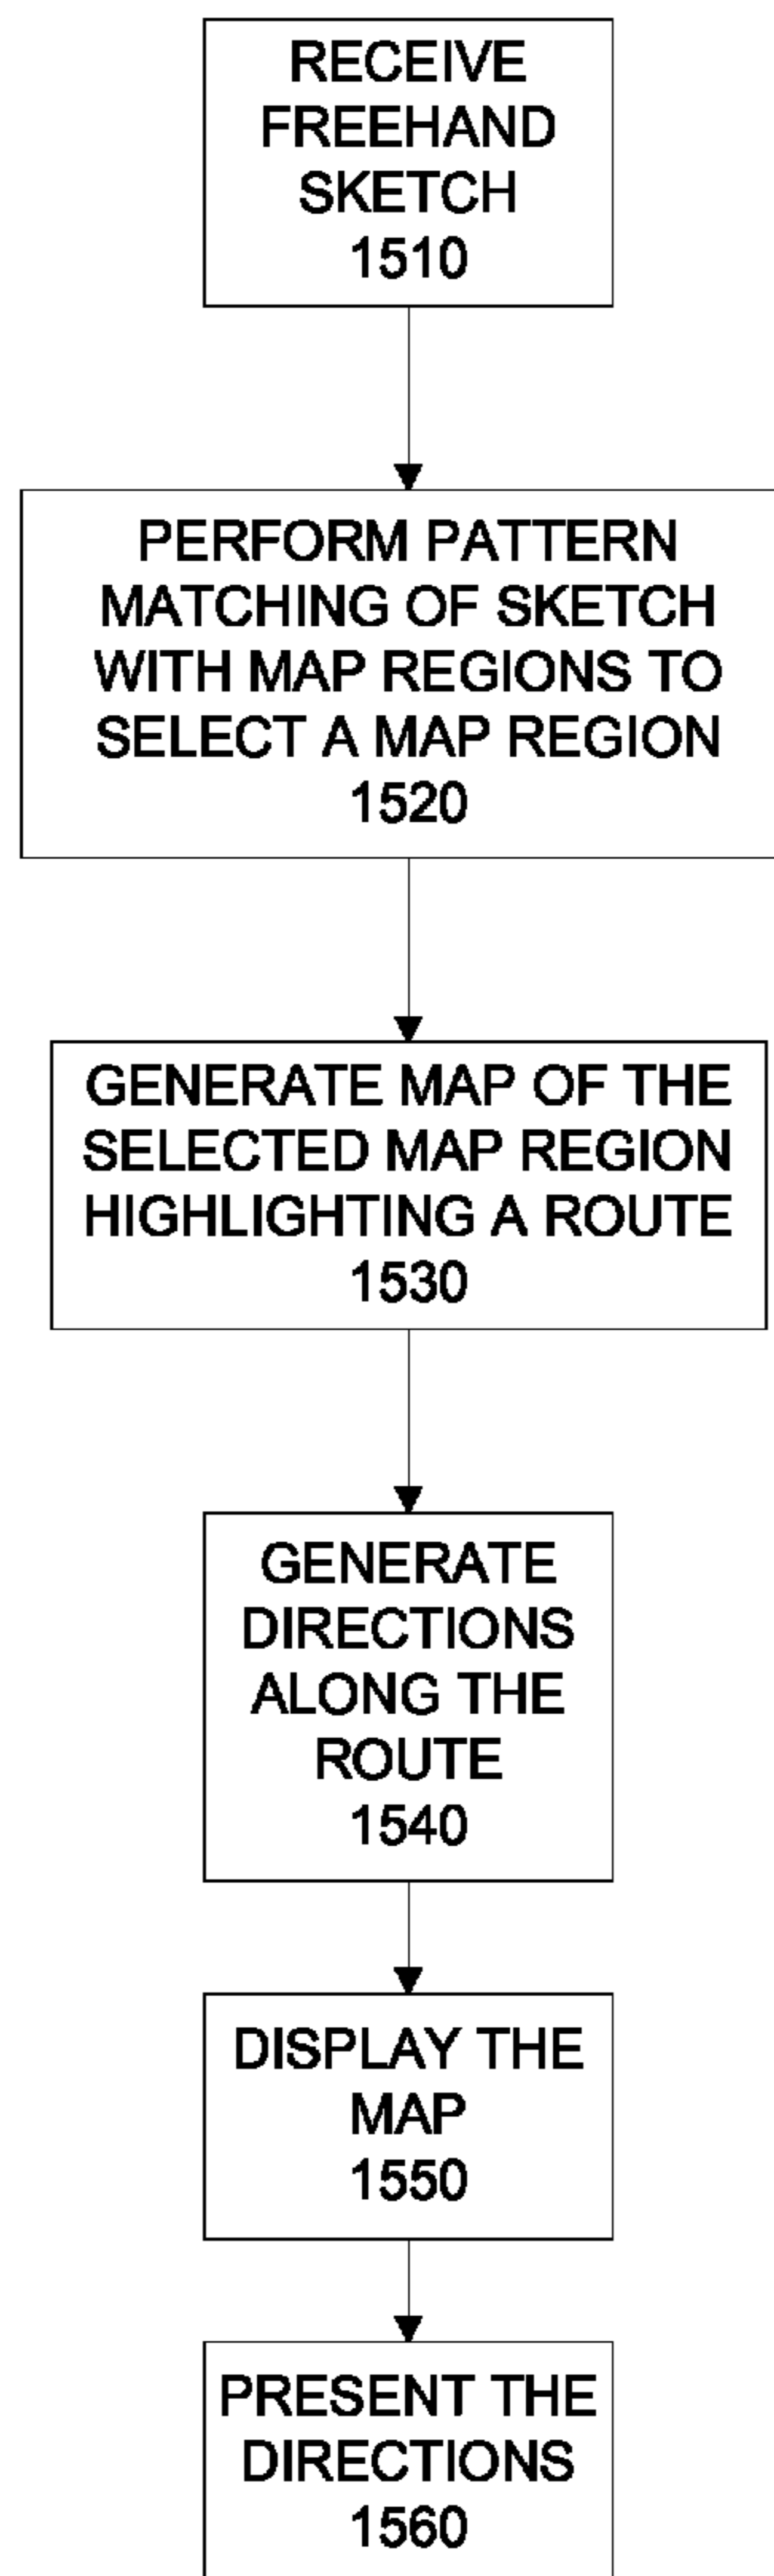 RECEIVE
FREEHAND
SKETCH
1510
PERFORM PATTERN
MATCHING OF SKETCH
WITH MAP REGIONS TO
SELECT A MAP REGION
1520
GENERATE MAP OF THE
SELECTED MAP REGION
HIGHLIGHTING A ROUTE
1530
GENERATE
DIRECTIONS
ALONG THE
ROUTE
1540
DISPLAY THE
MAP
1550
PRESENT THE
DIRECTIONS
1560